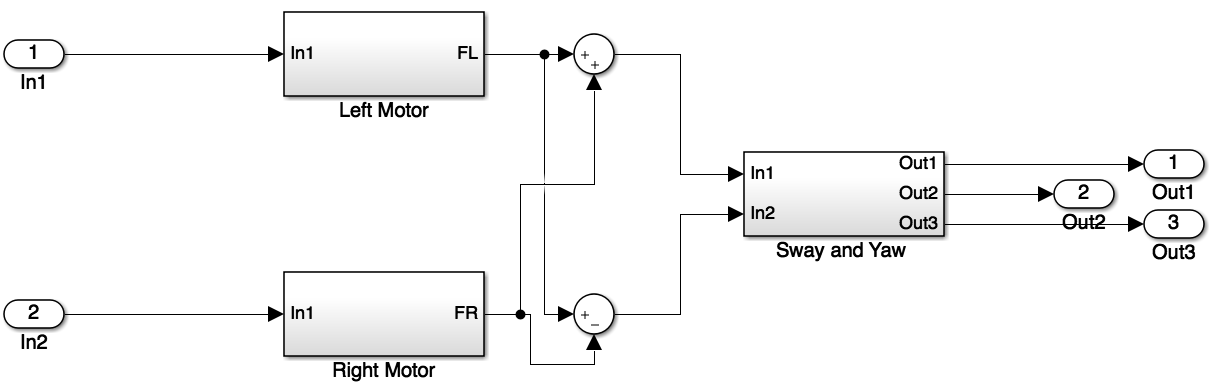 1
In1
In1
FL
Left Motor
+
+
In1
In2
Out1
Out2
Out3
Sway and Yaw
1
Out1
2
Out2
3
Out3
2
In2
In1
FR
Right Motor
+
−